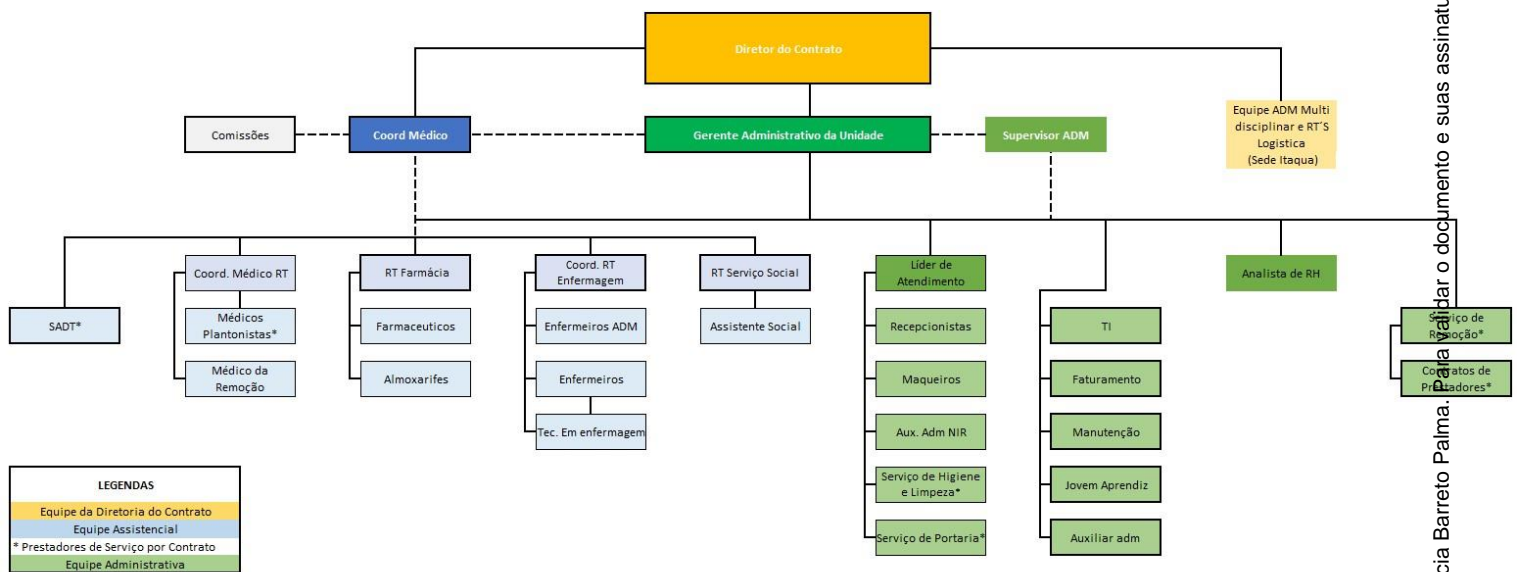 Diretor do Contrato
Comissões
Coord Médico
Gerente Administrativo da Unidade
Supervisor ADM
Equipe ADM Multi
disciplinar e RT´S
Logistica
(Sede Itaqua)
SADT*
Coord. Médico RT
Médicos
Plantonistas*
Médico da
Remoção
RT Farmácia
Farmaceuticos
Almoxarifes
Coord. RT
Enfermagem
Enfermeiros ADM
Enfermeiros
Tec. Em enfermagem
RT Serviço Social
Assistente Social
Líder de
Atendimento
Recepcionistas
Maqueiros
Aux. Adm NIR
Serviço de Higiene
e Limpeza*
Serviço de Portaria*
TI
Faturamento
Manutenção
Jovem Aprendiz
Auxiliar adm
Analista de RH
Serviço de
Remoção*
Contratos de
Prestadores*
LEGENDAS
Equipe da Diretoria do Contrato
Equipe Assistencial
* Prestadores de Serviço por Contrato
Equipe Administrativa
cia Barreto Palma. Para validar o documento e suas assinatu